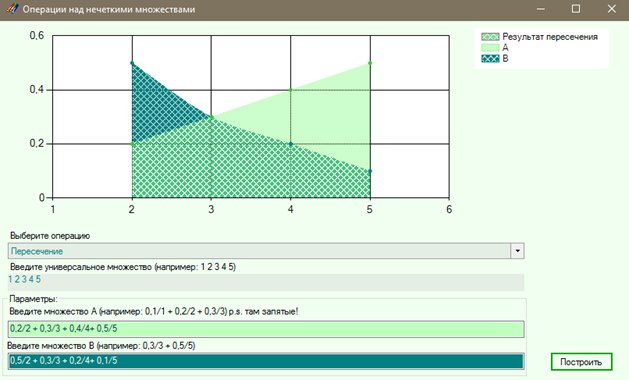 Операции над нечеткими множествами
0,6
0,4
0,2
0
1 2 3 4 5 6
Результат пересечения
A
B
Выберите операцию
Пересечение
Введите универсальное множество (например: 1 2 3 4 5)
1 2 3 4 5
Параметры:
Введите множество A (например: 0,1/1 + 0,2/2 + 0,3/3) p.s. там запятые!
0,2/2 + 0,3/3 + 0,4/4+ 0,5/5
Введите множество B (например: 0,3/3 + 0,5/5)
0,5/2 + 0,3/3 + 0,2/4+ 0,1/5
Построить